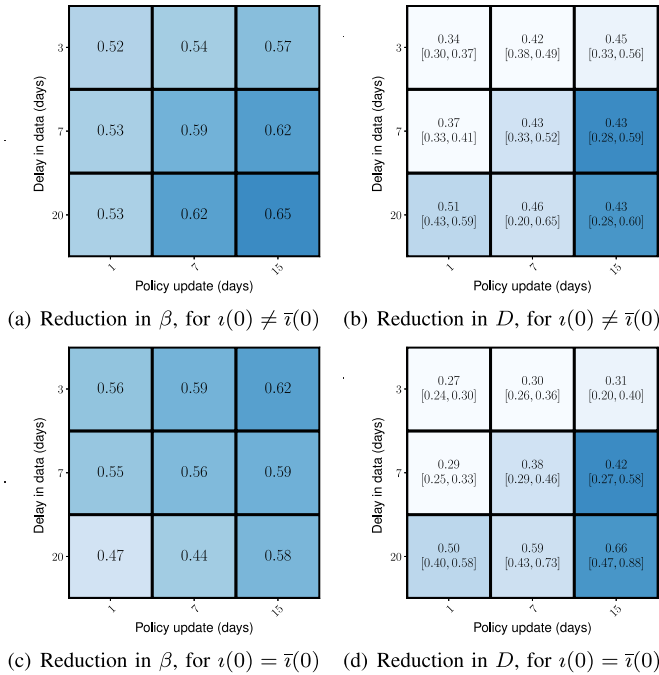 0.52 0.54 0.57
0.53 0.59 0.62
0.53 0.62 0.65
3
7
20
Delay in data (days)
1 7 15
Policy update (days)
(a) Reduction in β, for ı(0) ≠ ī(0)
0.34 0.42 0.45
[0.30, 0.37] [0.38, 0.49] [0.33, 0.56]
0.37 0.43 0.43
[0.33, 0.41] [0.33, 0.52] [0.28, 0.59]
0.51 0.46 0.43
[0.43, 0.59] [0.20, 0.65] [0.28, 0.60]
3
7
20
Delay in data (days)
1 7 15
Policy update (days)
(b) Reduction in D, for ı(0) ≠ ī(0)
0.56 0.59 0.62
0.55 0.56 0.59
0.47 0.44 0.58
3
7
20
Delay in data (days)
1 7 15
Policy update (days)
(c) Reduction in β, for ı(0) = ī(0)
0.27 0.30 0.31
[0.24, 0.30] [0.26, 0.36] [0.20, 0.40]
0.29 0.38 0.42
[0.25, 0.33] [0.29, 0.46] [0.27, 0.58]
0.50 0.59 0.66
[0.40, 0.58] [0.43, 0.73] [0.47, 0.88]
3
7
20
Delay in data (days)
1 7 15
Policy update (days)
(d) Reduction in D, for ı(0) = ī(0)